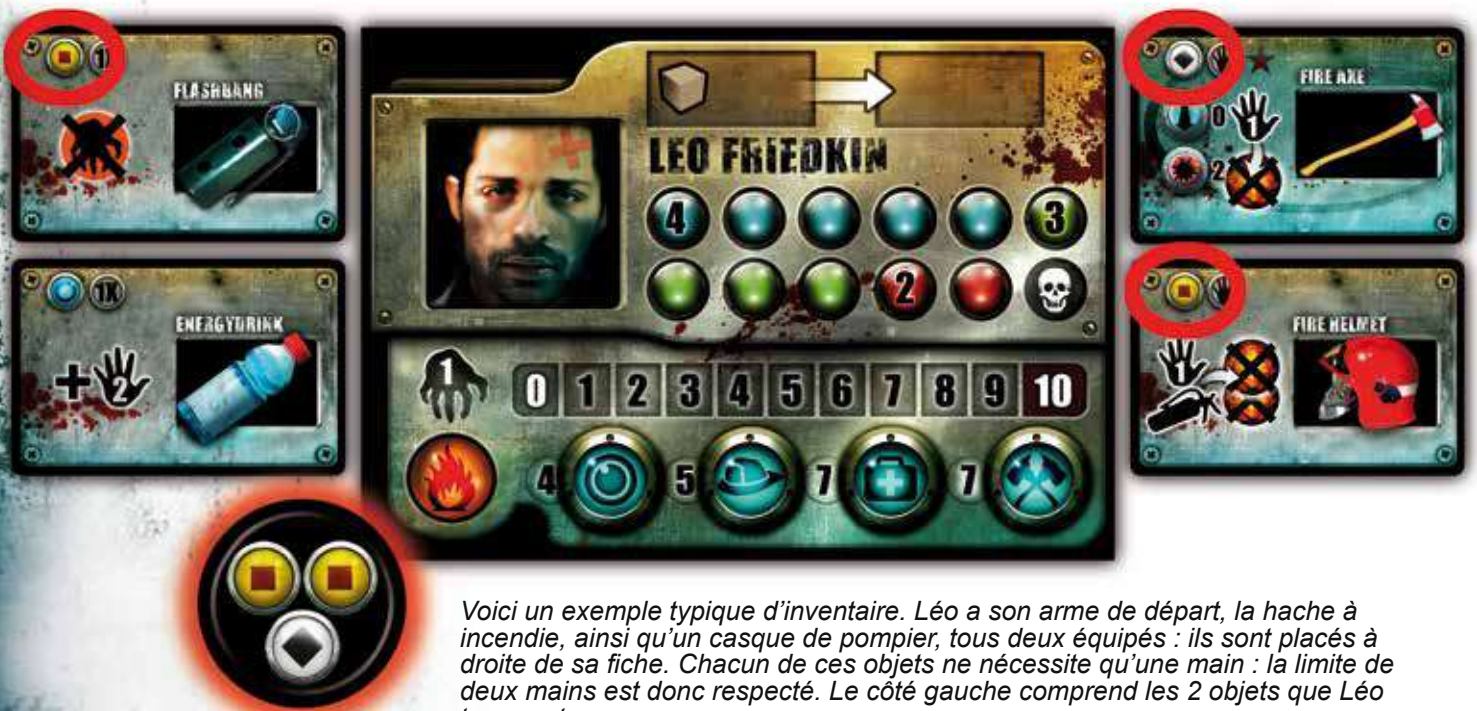 1
FLASHBANG
1X
ENERGYDRINK
+ 2
LEO FRIEDKIN
4
3
2
1
0 1 2 3 4 5 6 7 8 9 10
4 5 7 7
FIRE AXE
0 1
2
FIRE HELMET
1
Voici un exemple typique d'inventaire. Léo a son arme de départ, la hache à
incendie, ainsi qu'un casque de pompier, tous deux équipés : ils sont placés à
droite de sa fiche. Chacun de ces objets ne nécessite qu'une main : la limite de
deux mains est donc respecté. Le côté gauche comprend les 2 objets que Léo